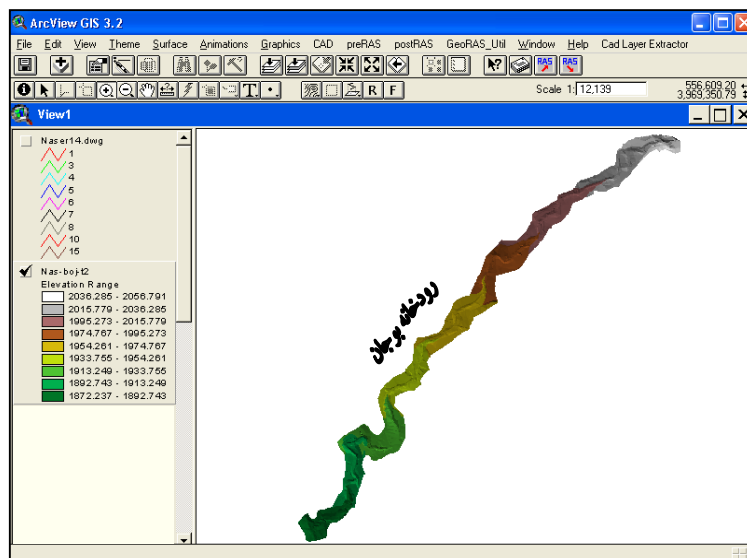 ArcView GIS 3.2
File Edit View Theme Surface Animations Graphics CAD preRAS postRAS GeoRAS_Util Window Help Cad Layer Extractor
RAS RAS
T R F
Scale 1: 12,139
556,609.20
3,969,350.79
View1
Naser14.dwg
1
3
4
5
6
7
8
10
15
Nas-boj-t2
Elevation Range
2036.285 - 2056.791
2015.779 - 2036.285
1995.273 - 2015.779
1974.767 - 1995.273
1954.261 - 1974.767
1933.755 - 1954.261
1913.249 - 1933.755
1892.743 - 1913.249
1872.237 - 1892.743
رودخانه بوجان